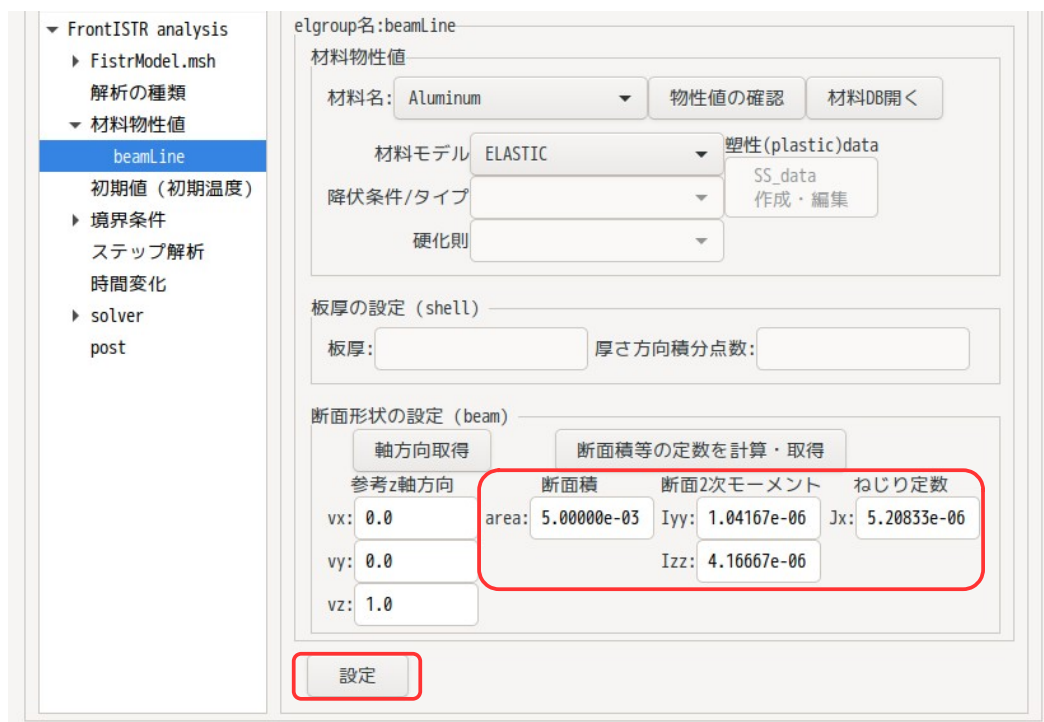 FrontISTR analysis
FistrModel.msh
解析の種類
材料物性値
beamLine
初期値（初期温度）
境界条件
ステップ解析
時間変化
solver
post
elgroup名:beamLine
材料物性値
材料名: Aluminum 物性値の確認 材料DB開く
材料モデル ELASTIC 塑性(plastic)data
降伏条件/タイプ SS_data
作成・編集
硬化則
板厚の設定 (shell)
板厚: 厚さ方向積分点数:
断面形状の設定 (beam)
軸方向取得 断面積等の定数を計算・取得
参考z軸方向 断面積 断面2次モーメント ねじり定数
vx: 0.0 area: 5.00000e-03 Iyy: 1.04167e-06 Jx: 5.20833e-06
vy: 0.0 Izz: 4.16667e-06
vz: 1.0
設定